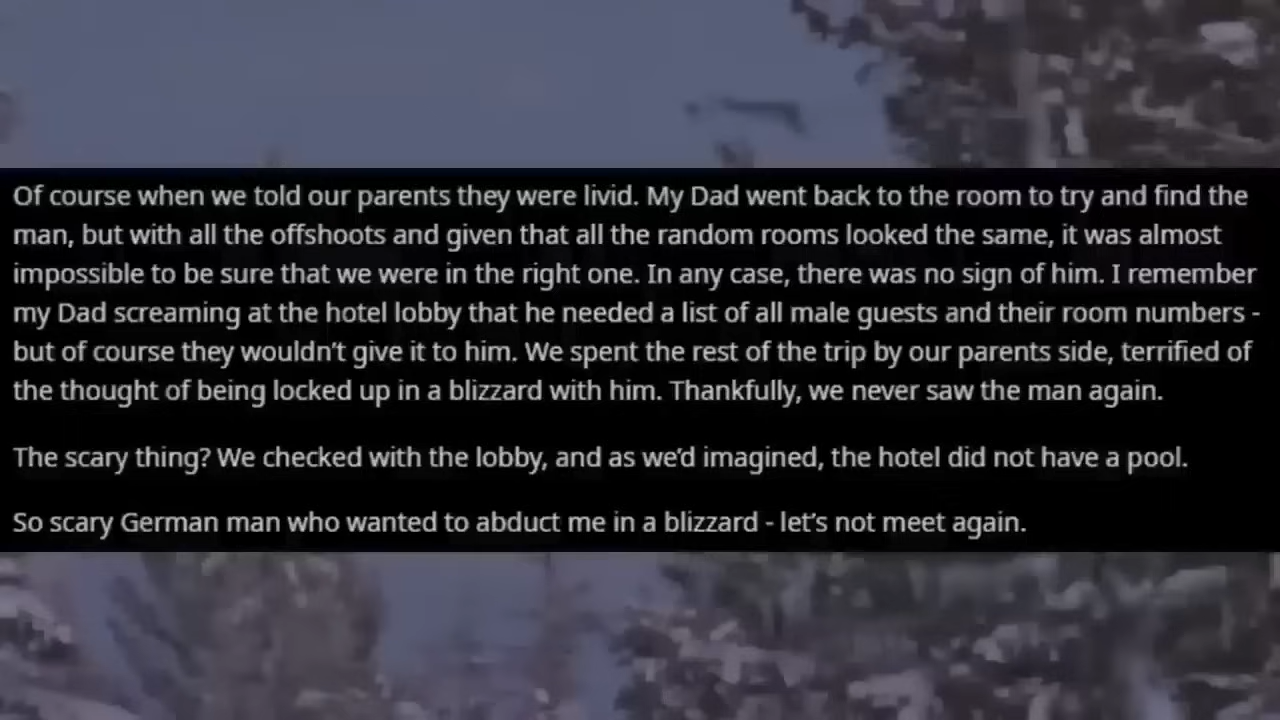 Of course when we told our parents they were livid. My Dad went back to the room to try and find the
man, but with all the offshoots and given that all the random rooms looked the same, it was almost
impossible to be sure that we were in the right one. In any case, there was no sign of him. I remember
my Dad screaming at the hotel lobby that he needed a list of all male guests and their room numbers -
but of course they wouldn't give it to him. We spent the rest of the trip by our parents side, terrified of
the thought of being locked up in a blizzard with him. Thankfully, we never saw the man again.
The scary thing? We checked with the lobby, and as we'd imagined, the hotel did not have a pool.
So scary German man who wanted to abduct me in a blizzard - let's not meet again.